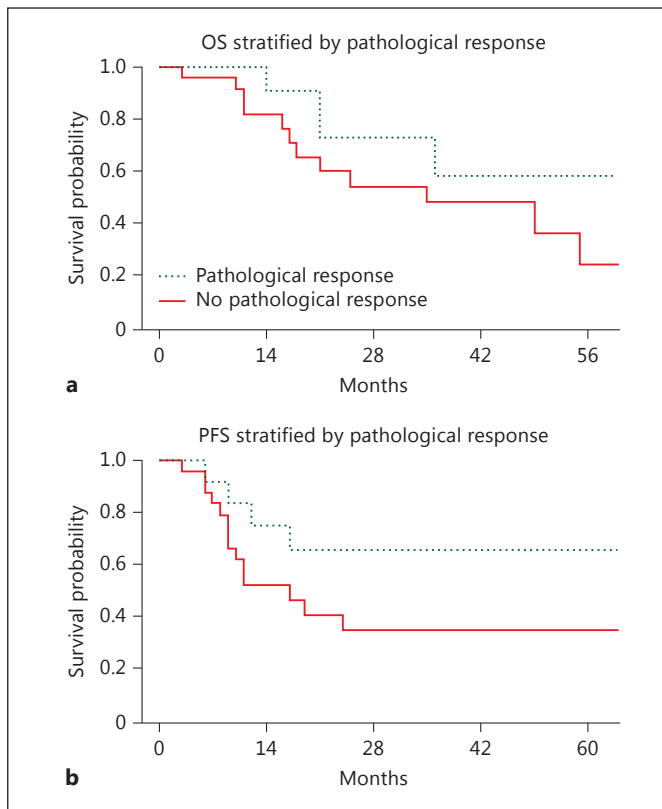 OS stratified by pathological response
1.0
0.8
0.6
0.4
0.2
0
Survival probability
Pathological response
No pathological response
0 14 28 42 56
Months
a
PFS stratified by pathological response
1.0
0.8
0.6
0.4
0.2
0
Survival probability
0 14 28 42 60
Months
b